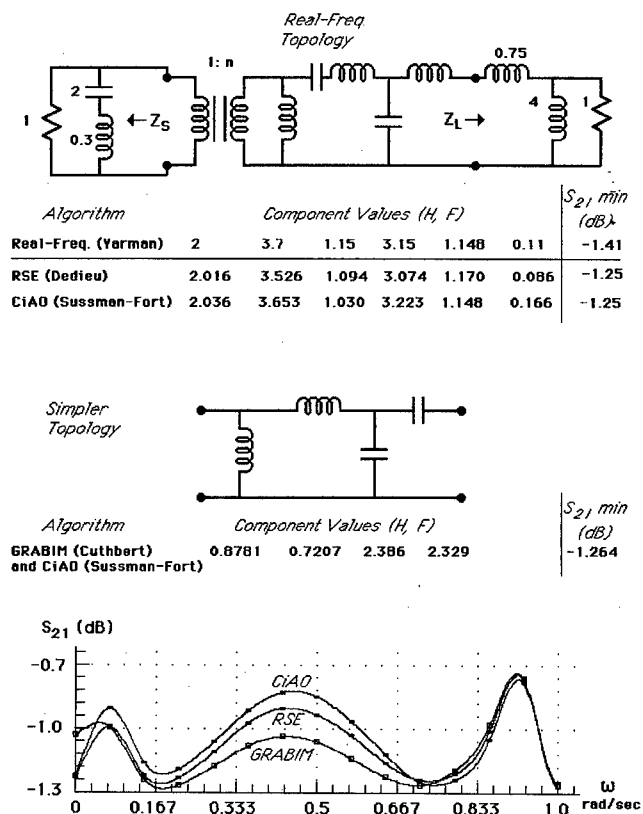 Real-Freq
Topology
1: n
0.75
2
1
←Z_S
Z_L→
4
1
0.3
Algorithm Component Values (H, F) S_21 min (dB)
Real-Freq. (Yarman) 2 3.7 1.15 3.15 1.148 0.11 -1.41
RSE (Dedieu) 2.016 3.526 1.094 3.074 1.170 0.086 -1.25
CiAO (Sussman-Fort) 2.036 3.653 1.030 3.223 1.148 0.166 -1.25
Simpler
Topology
Algorithm Component Values (H, F) S_21 min (dB)
GRABIM (Cuthbert) 0.8781 0.7207 2.386 2.329 -1.264
and CiAO (Sussman-Fort)
S_21 (dB)
-0.7
CiAO
-1.0
RSE
GRABIM
-1.3
ω
0 0.167 0.333 0.5 0.667 0.833 1.0 rad/sec